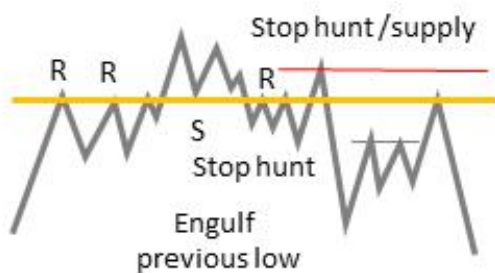 Stop hunt /supply
R R
R
S
Stop hunt
Engulf
previous low